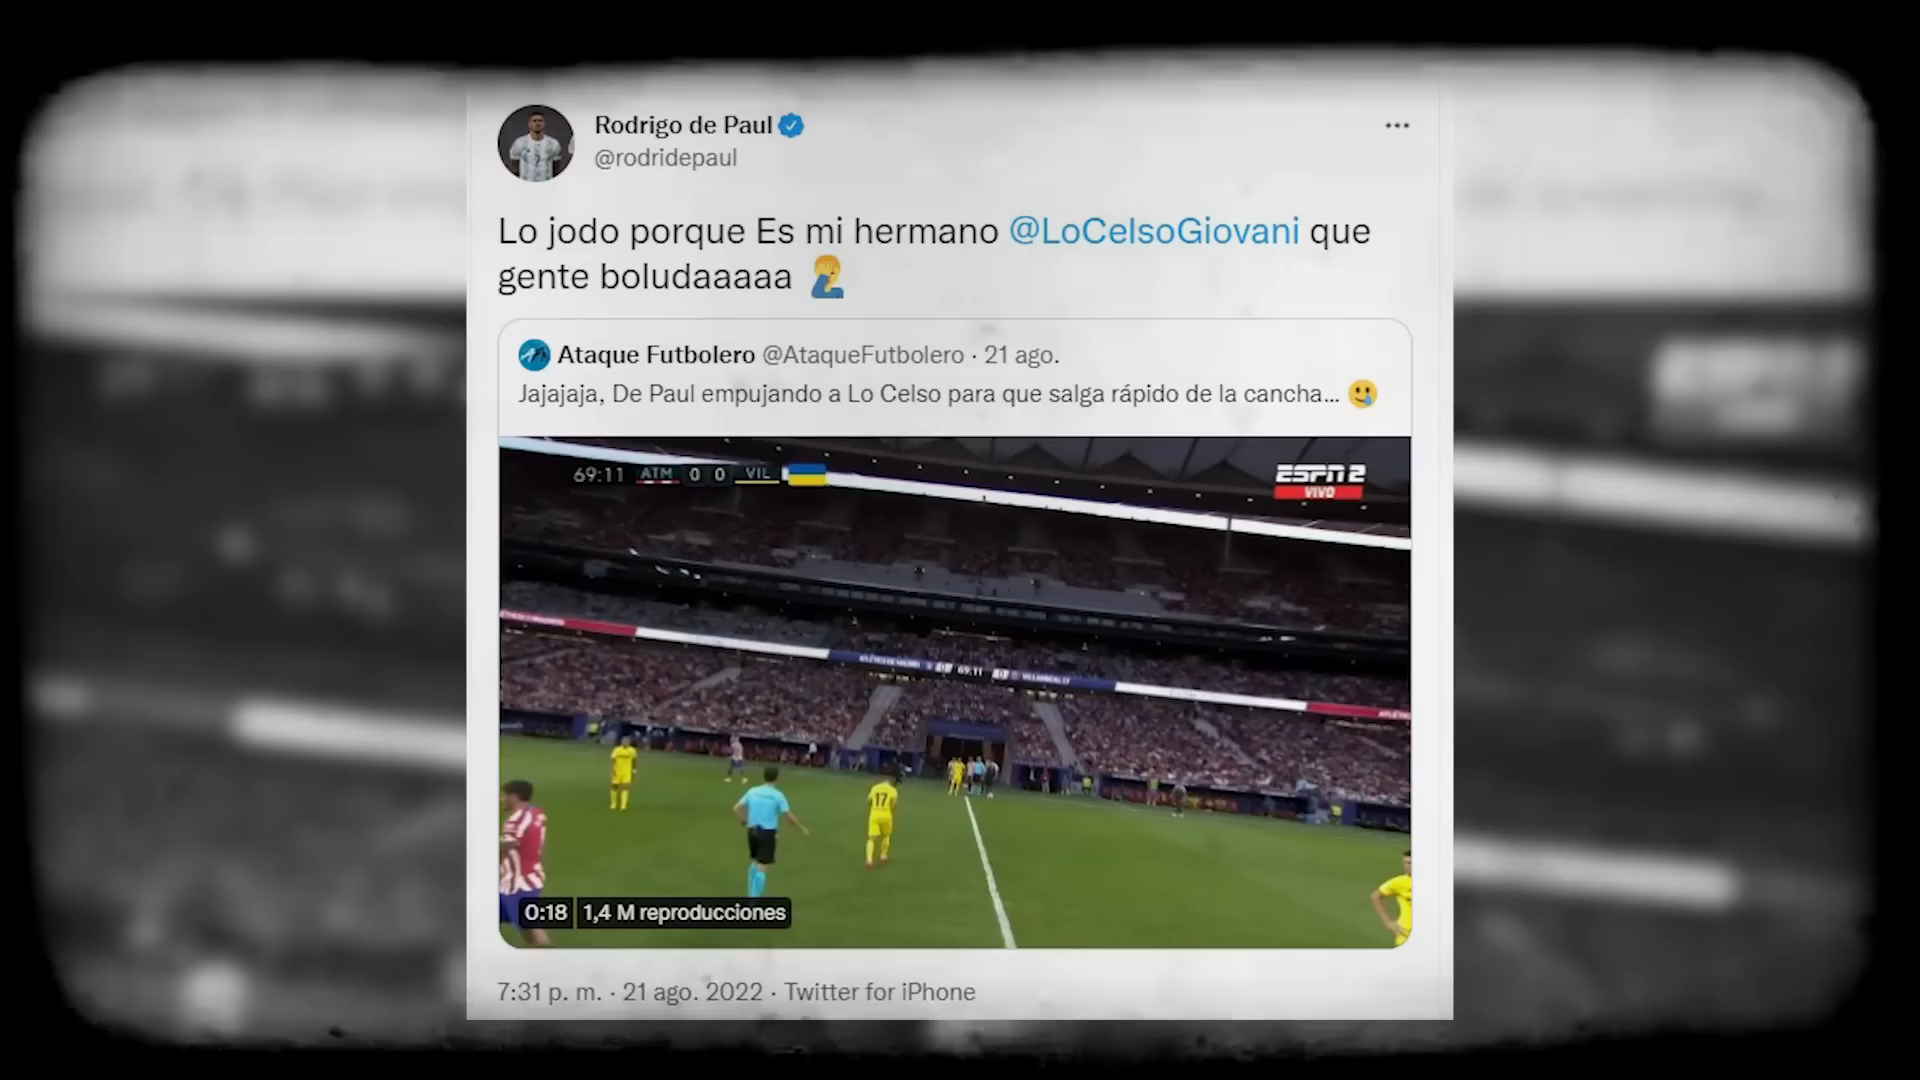 Rodrigo de Paul
@rodridepaul
Lo jodo porque Es mi hermano @LoCelsoGiovani que
gente boludaaaaa 🤦‍♂️
Ataque Futbolero @AtaqueFutbolero · 21 ago.
Jajajaja, De Paul empujando a Lo Celso para que salga rápido de la cancha... 🥲
69:11 ATM 0 0 VIL
ESPN 2
VIVO
69:11
17
0:18 1,4 M reproducciones
7:31 p. m. · 21 ago. 2022 · Twitter for iPhone